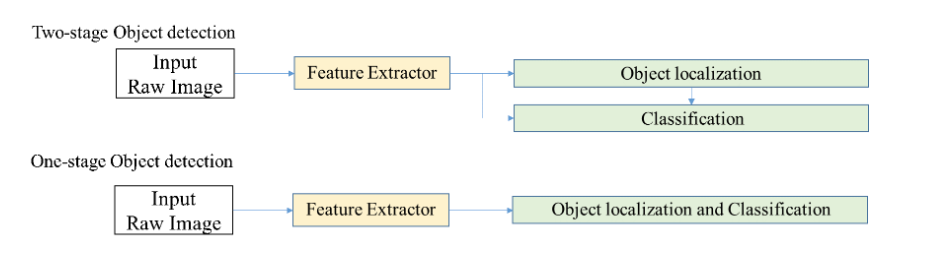 Two-stage Object detection
Input
Raw Image
Feature Extractor
Object localization
Classification
One-stage Object detection
Input
Raw Image
Feature Extractor
Object localization and Classification